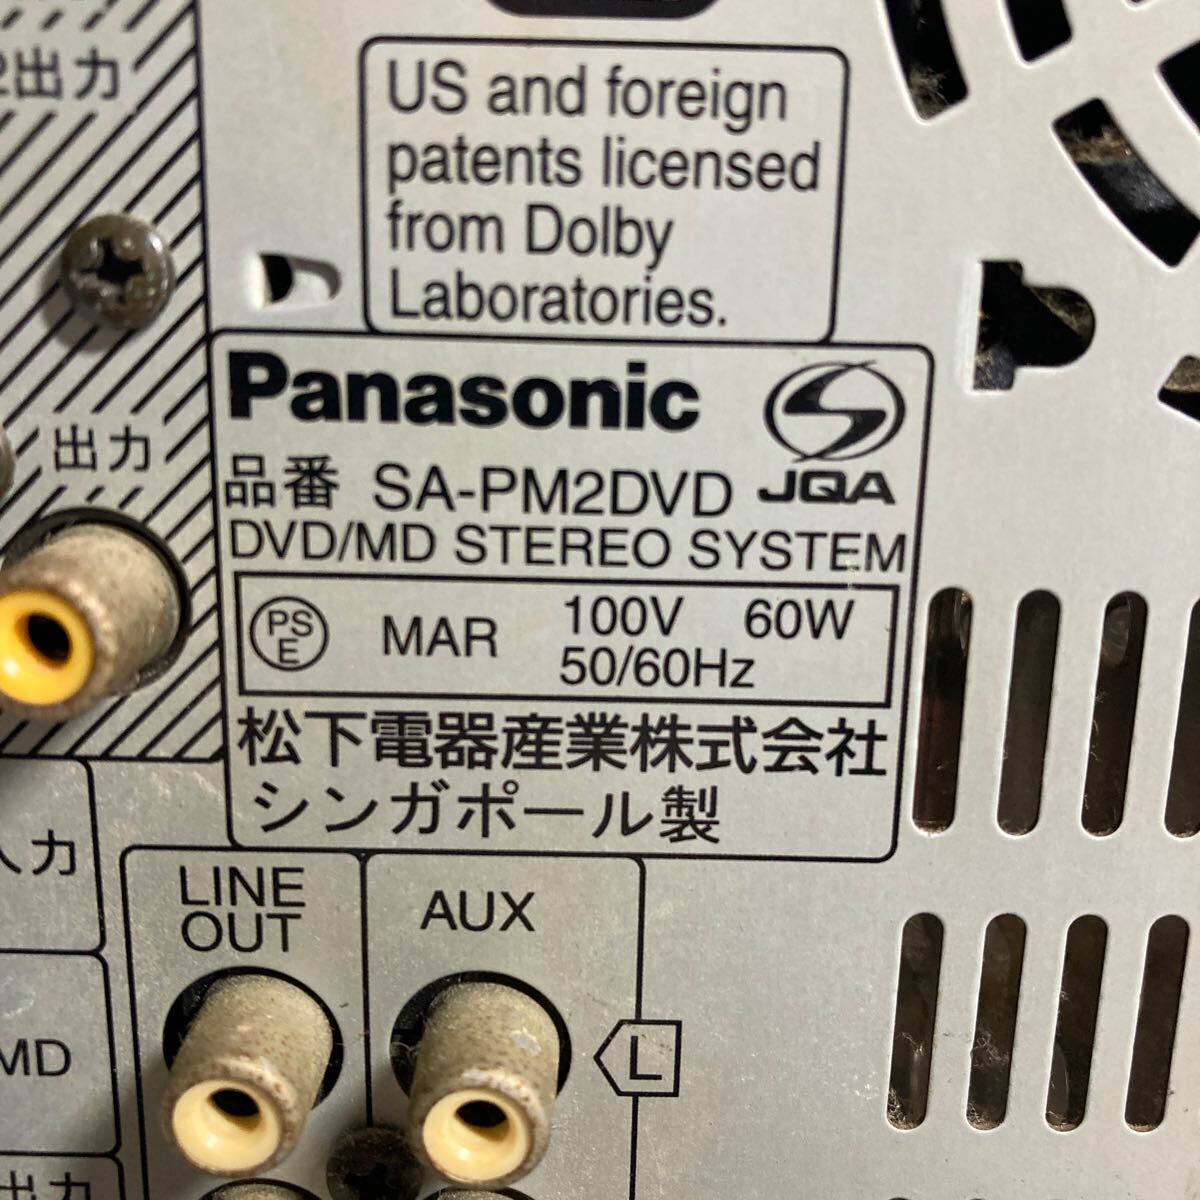 2出力
US and foreign
patents licensed
from Dolby
Laboratories.
Panasonic
JQA
出力
品番 SA-PM2DVD
DVD/MD STEREO SYSTEM
PS
E
MAR 100V 60W
50/60Hz
松下電器産業株式会社
シンガポール製
入力
LINE
OUT
AUX
MD
L
出力